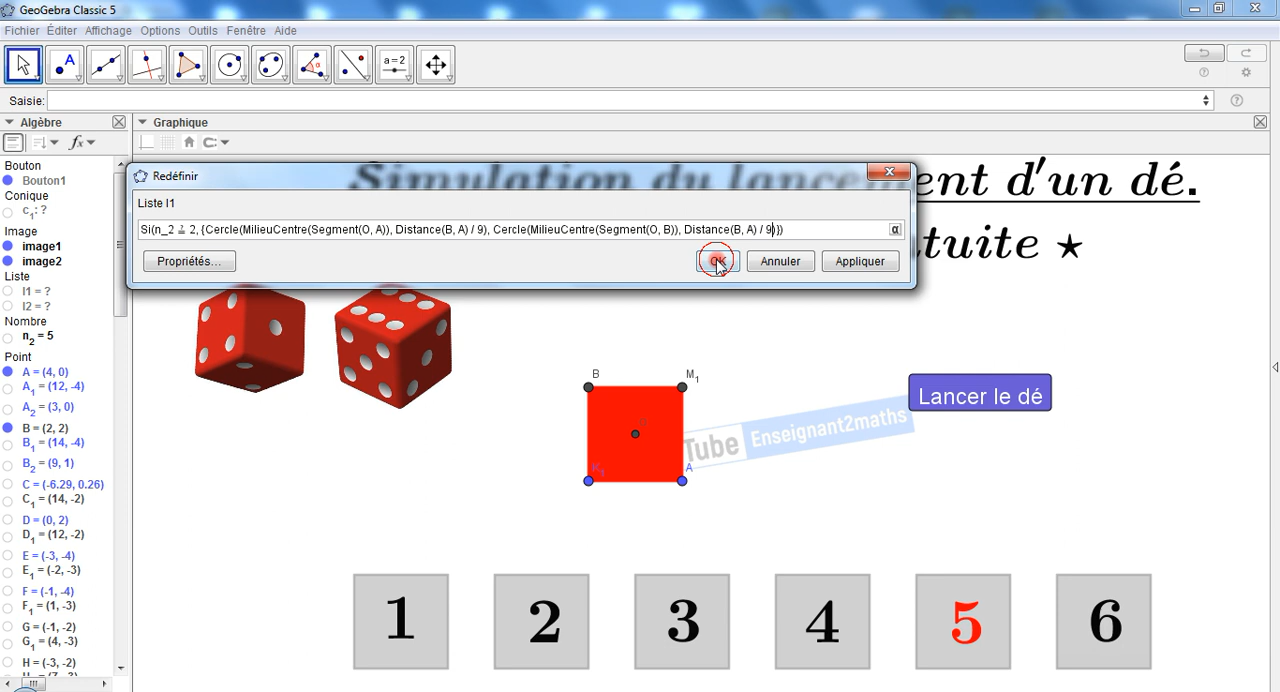 GeoGebra Classic 5
Fichier Éditer Affichage Options Outils Fenêtre Aide
a=2
Saisie:
Algèbre
Graphique
Bouton
Bouton1
Conique
c1: ?
Image
image1
image2
Liste
l1 = ?
l2 = ?
Nombre
n2 = 5
Point
A = (4, 0)
A1 = (12, -4)
A2 = (3, 0)
B = (2, 2)
B1 = (14, -4)
B2 = (9, 1)
C = (-6.29, 0.26)
C1 = (14, -2)
D = (0, 2)
D1 = (12, -2)
E = (-3, -4)
E1 = (-2, -3)
F = (-1, -4)
F1 = (1, -3)
G = (-1, -2)
G1 = (4, -3)
H = (-3, -2)
Simulation du lancement d'un dé.
tuite ★
Redéfinir
Liste l1
Si(n_2 ≟ 2, {Cercle(MilieuCentre(Segment(O, A)), Distance(B, A) / 9), Cercle(MilieuCentre(Segment(O, B)), Distance(B, A) / 9)})
α
Propriétés...
OK
Annuler
Appliquer
B
M1
K1
A
Tube Enseignant2maths
Lancer le dé
1 2 3 4 5 6